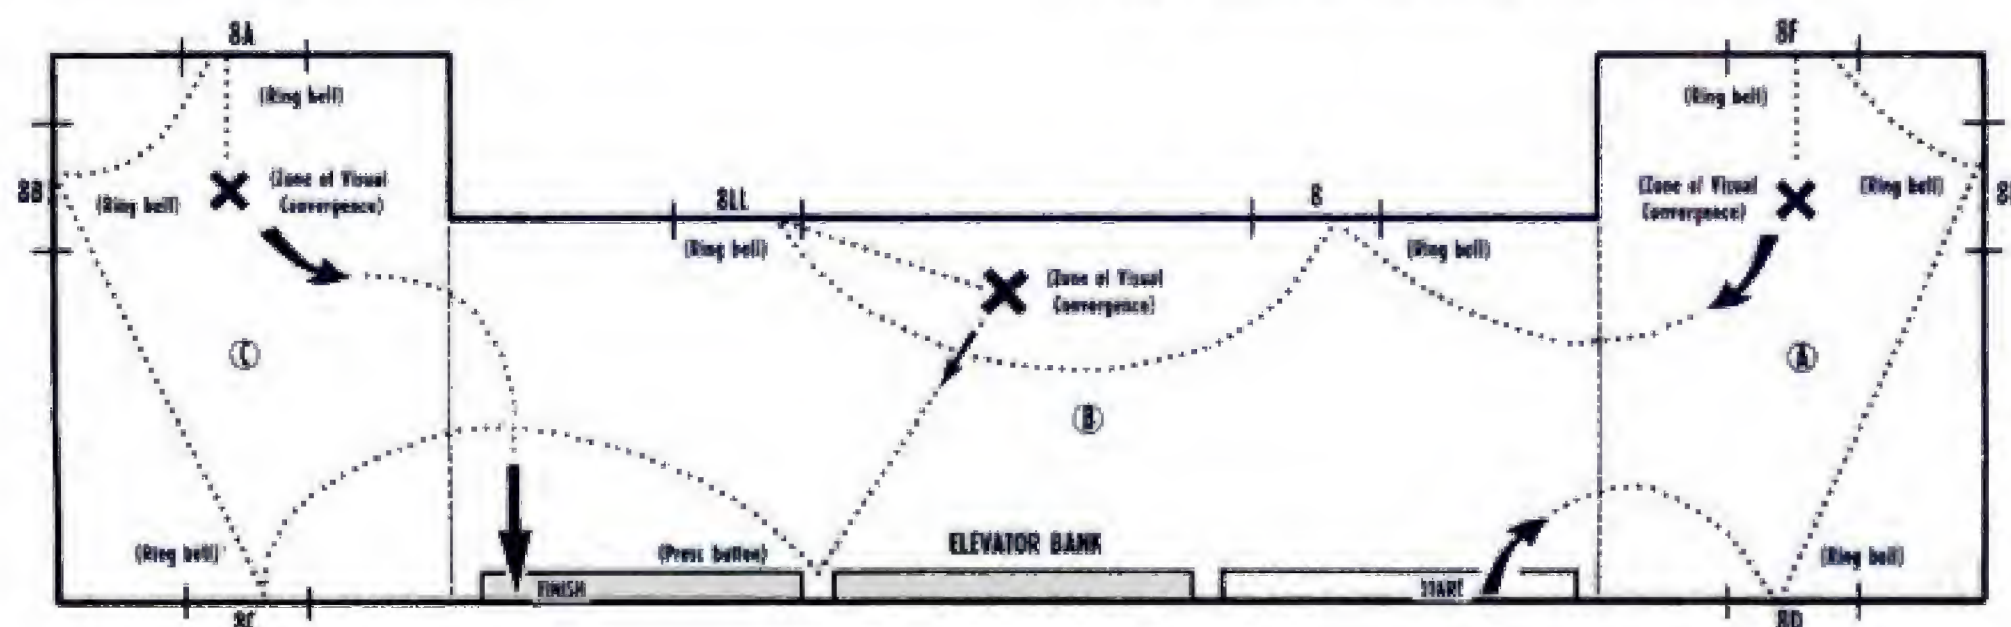 8A
8F
(Ring bell)
(Ring bell)
8B
(Ring bell)
(Zone of Visual
Convergence)
8LL
8
(Zone of Visual
Convergence)
(Ring bell)
(Ring bell)
(Ring bell)
(Zone of Visual
Convergence)
C
A
B
(Ring bell)
(Press button)
ELEVATOR BANK
(Ring bell)
FINISH
START
8C
8D